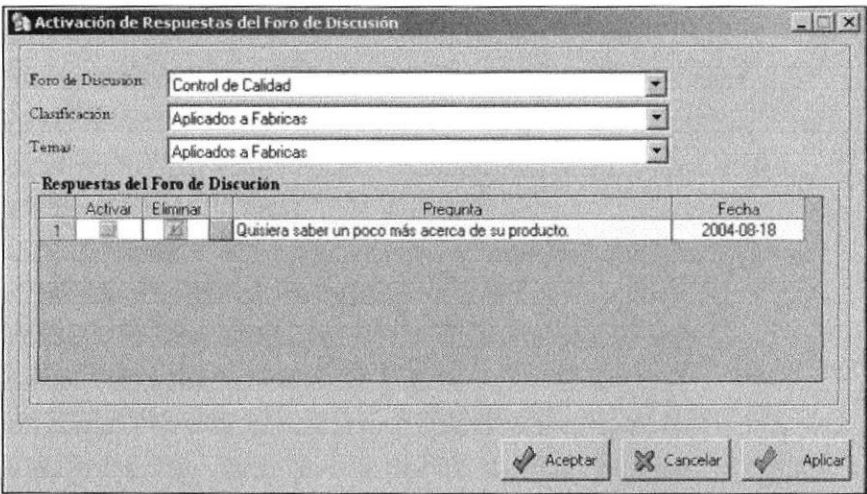 Activación de Respuestas del Foro de Discusión
Foro de Discusión: Control de Calidad
Clasificación: Aplicados a Fabricas
Temas: Aplicados a Fabricas
Respuestas del Foro de Discución
Activar Eliminar Pregunta Fecha
1 Quisiera saber un poco más acerca de su producto. 2004-08-18
Aceptar Cancelar Aplicar